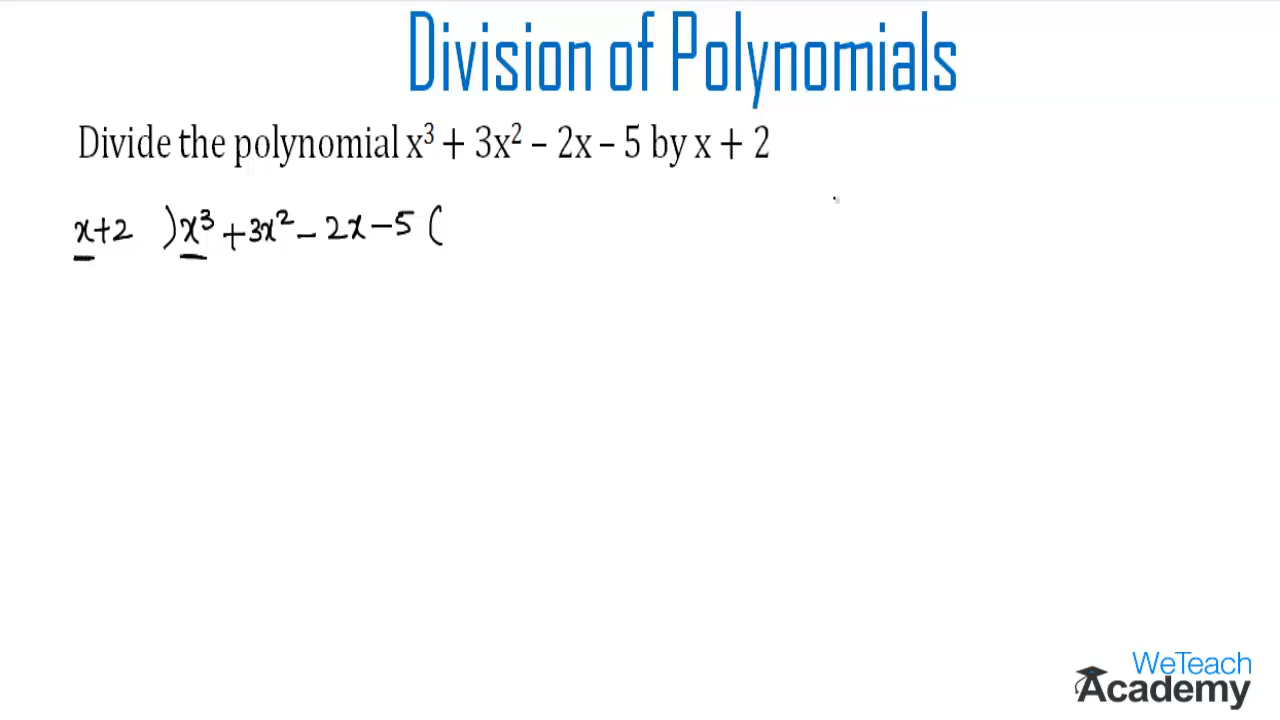 Division of Polynomials
Divide the polynomial x³ + 3x² – 2x – 5 by x + 2
x+2 )x³ +3x² – 2x –5 (
WeTeach
Academy